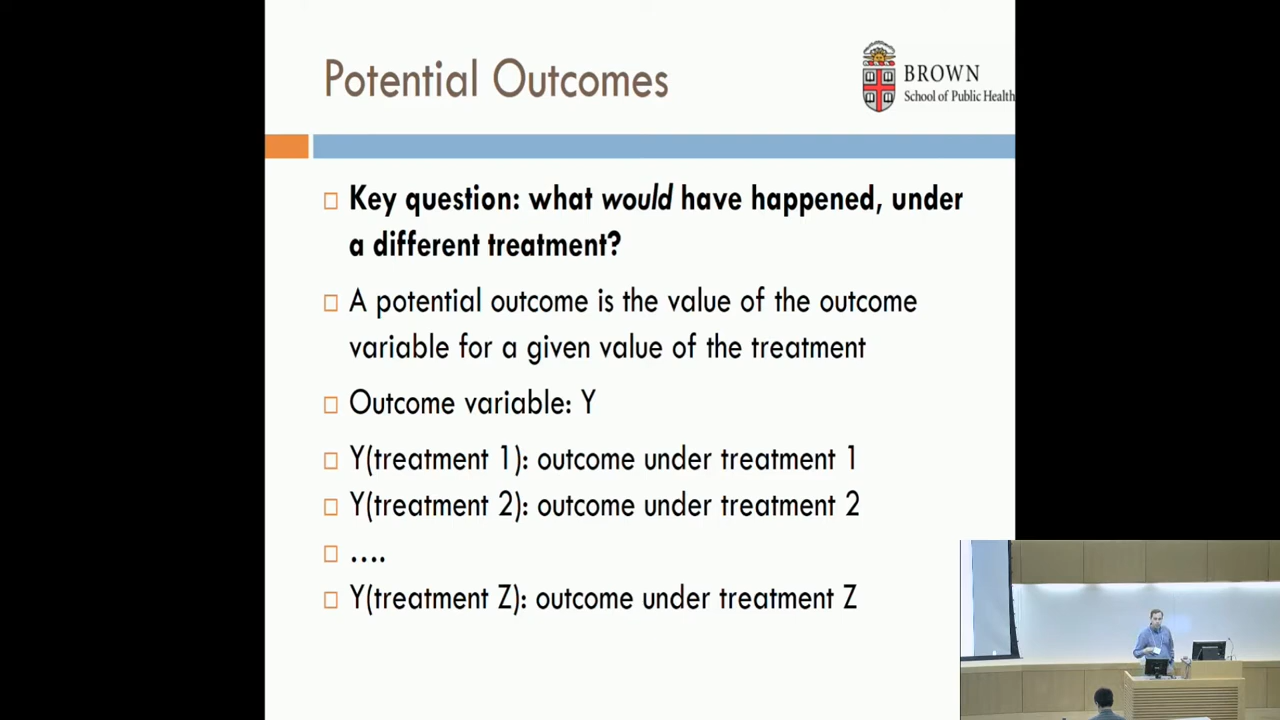 Potential Outcomes
BROWN
School of Public Health
Key question: what would have happened, under
a different treatment?
A potential outcome is the value of the outcome
variable for a given value of the treatment
Outcome variable: Y
Y(treatment 1): outcome under treatment 1
Y(treatment 2): outcome under treatment 2
....
Y(treatment Z): outcome under treatment Z